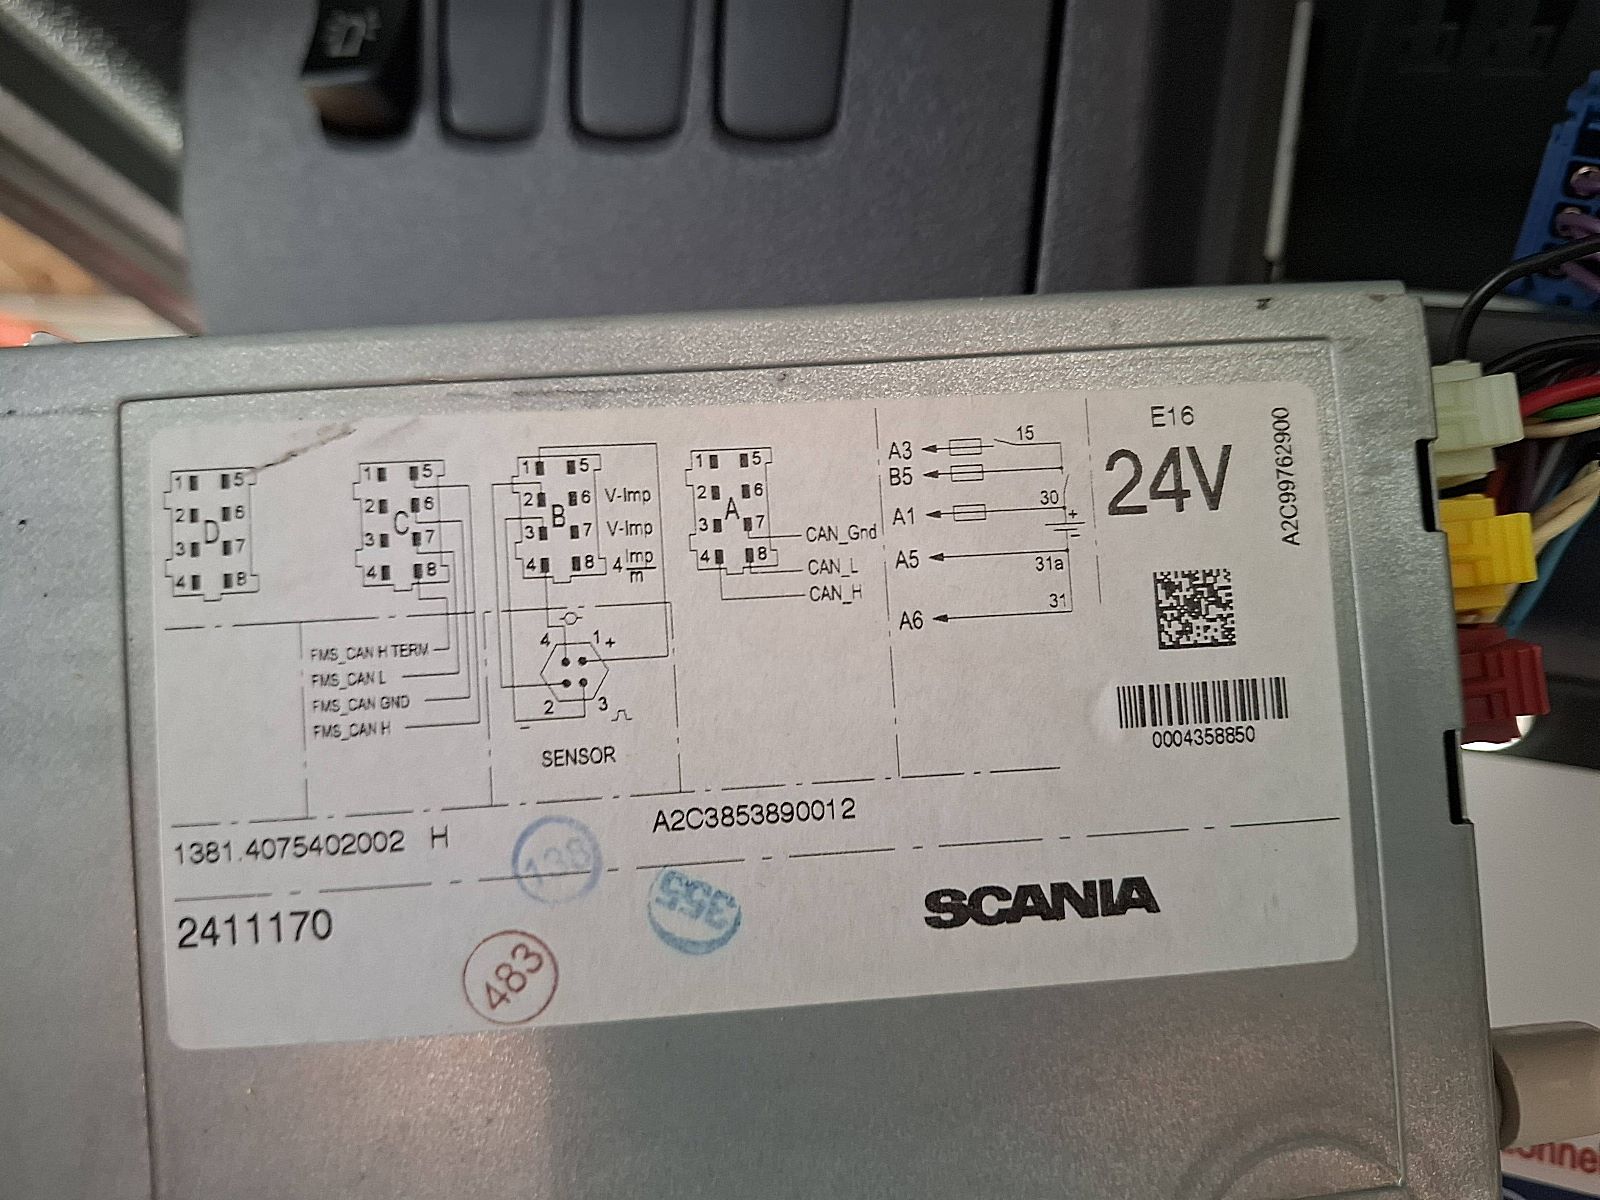 E16
24V
A2C99762900
0004358850
1 5
2 6
D
3 7
4 8
1 5
2 6
C
3 7
4 8
1 5
2 6 V-Imp
B
3 7 V-Imp
4 8 4 Imp/m
1 5
2 6
A
3 7
4 8
CAN_Gnd
CAN_L
CAN_H
A3 15
B5
A1 30
+
A5 31a
A6 31
FMS_CAN H TERM
FMS_CAN L
FMS_CAN GND
FMS_CAN H
4 1 +
2 3
-
SENSOR
1381.4075402002 H
A2C3853890012
138
355
2411170
483
SCANIA